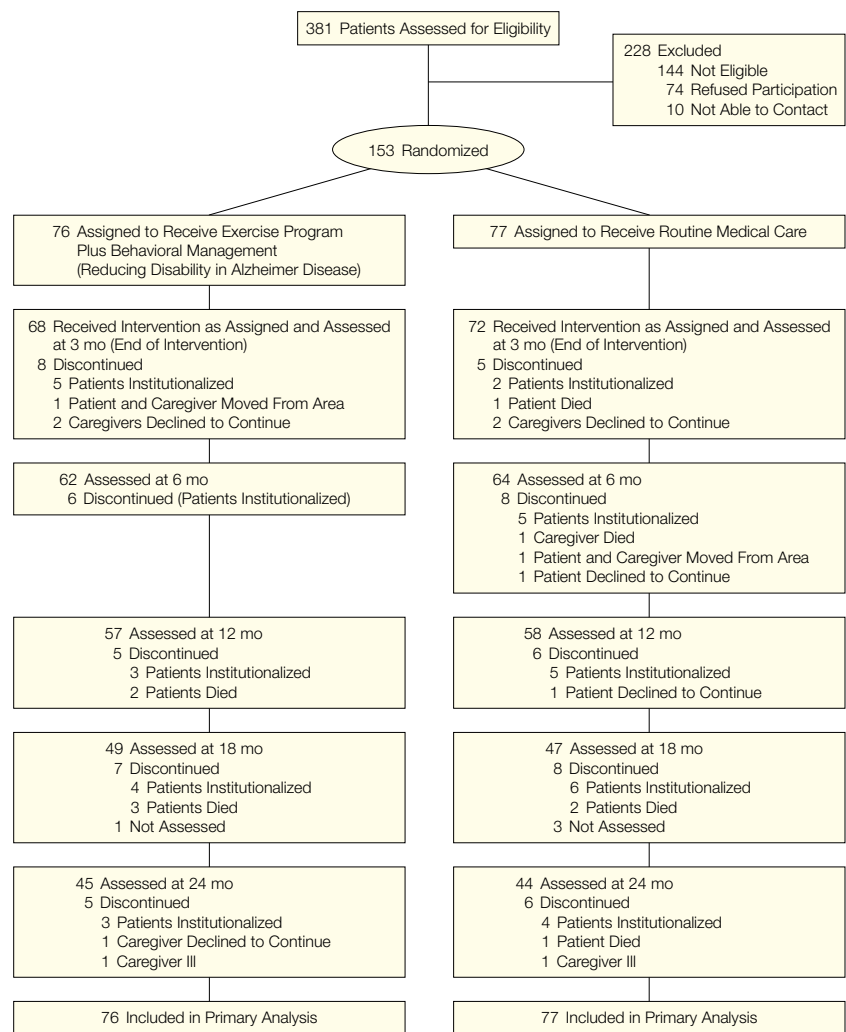 381 Patients Assessed for Eligibility
228 Excluded
144 Not Eligible
74 Refused Participation
10 Not Able to Contact
153 Randomized
76 Assigned to Receive Exercise Program
Plus Behavioral Management
(Reducing Disability in Alzheimer Disease)
77 Assigned to Receive Routine Medical Care
68 Received Intervention as Assigned and Assessed
at 3 mo (End of Intervention)
8 Discontinued
5 Patients Institutionalized
1 Patient and Caregiver Moved From Area
2 Caregivers Declined to Continue
72 Received Intervention as Assigned and Assessed
at 3 mo (End of Intervention)
5 Discontinued
2 Patients Institutionalized
1 Patient Died
2 Caregivers Declined to Continue
62 Assessed at 6 mo
6 Discontinued (Patients Institutionalized)
64 Assessed at 6 mo
8 Discontinued
5 Patients Institutionalized
1 Caregiver Died
1 Patient and Caregiver Moved From Area
1 Patient Declined to Continue
57 Assessed at 12 mo
5 Discontinued
3 Patients Institutionalized
2 Patients Died
58 Assessed at 12 mo
6 Discontinued
5 Patients Institutionalized
1 Patient Declined to Continue
49 Assessed at 18 mo
7 Discontinued
4 Patients Institutionalized
3 Patients Died
1 Not Assessed
47 Assessed at 18 mo
8 Discontinued
6 Patients Institutionalized
2 Patients Died
3 Not Assessed
45 Assessed at 24 mo
5 Discontinued
3 Patients Institutionalized
1 Caregiver Declined to Continue
1 Caregiver Ill
44 Assessed at 24 mo
6 Discontinued
4 Patients Institutionalized
1 Patient Died
1 Caregiver Ill
76 Included in Primary Analysis
77 Included in Primary Analysis